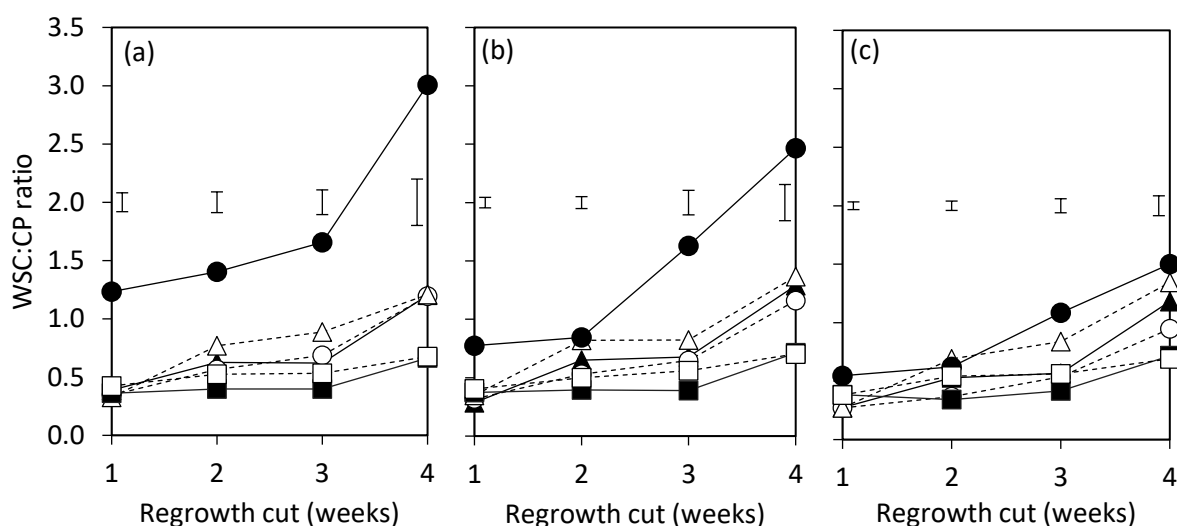 (a)
(b)
(c)
WSC:CP ratio
3.5
3.0
2.5
2.0
1.5
1.0
0.5
0.0
1 2 3 4
1 2 3 4
1 2 3 4
Regrowth cut (weeks)
Regrowth cut (weeks)
Regrowth cut (weeks)